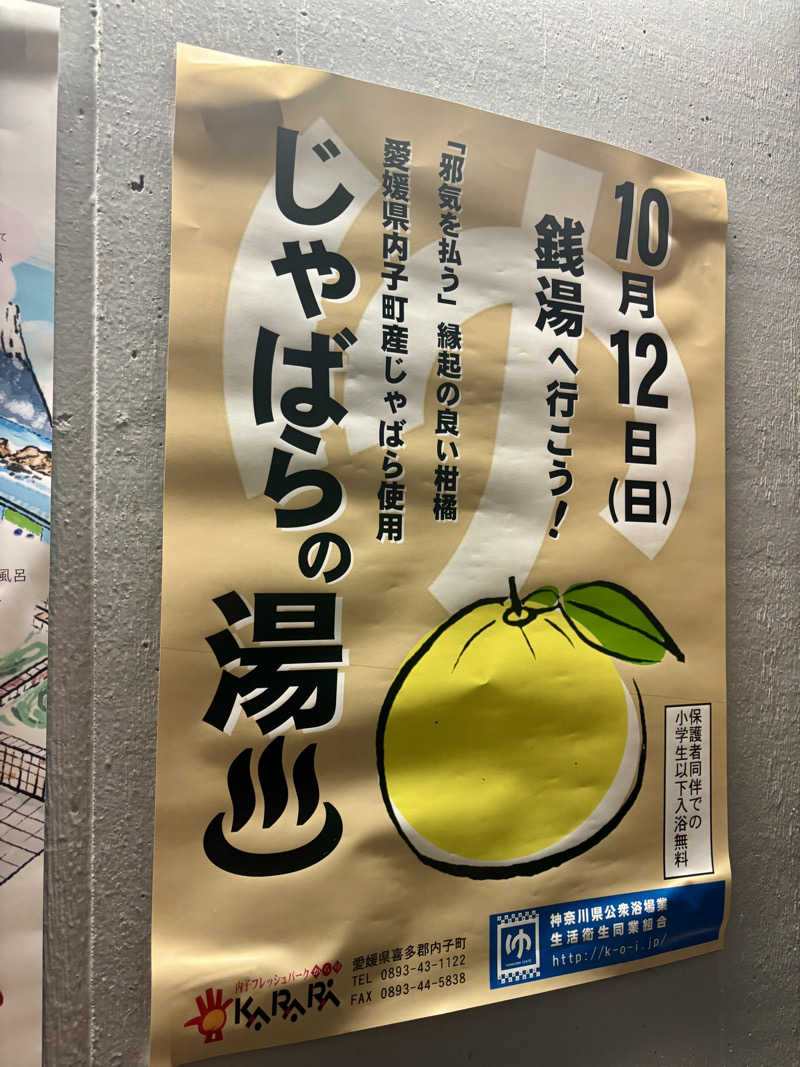 10月12日(日)
銭湯へ行こう!
「邪気を払う」縁起の良い柑橘
愛媛県内子町産じゃばら使用
じゃばらの湯
保護者同伴での
小学生以下入浴無料
ゆ
神奈川県公衆浴場業
生活衛生同業組合
http://k-o-i.jp/
内子フレッシュパークからり
KARARI
愛媛県喜多郡内子町
TEL 0893-43-1122
FAX 0893-44-5838
風呂